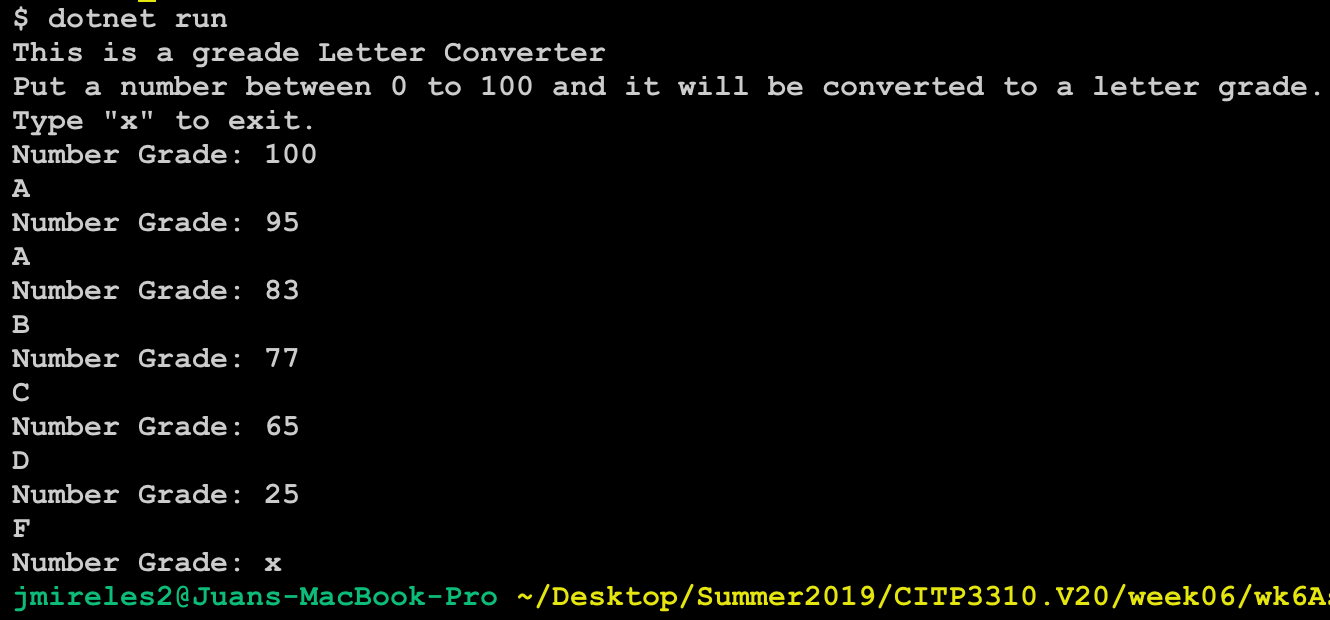 $ dotnet run
This is a greade Letter Converter
Put a number between 0 to 100 and it will be converted to a letter grade.
Type "x" to exit.
Number Grade: 100
A
Number Grade: 95
A
Number Grade: 83
B
Number Grade: 77
C
Number Grade: 65
D
Number Grade: 25
F
Number Grade: x
jmireles2@Juans-MacBook-Pro ~/Desktop/Summer2019/CITP3310.V20/week06/wk6A